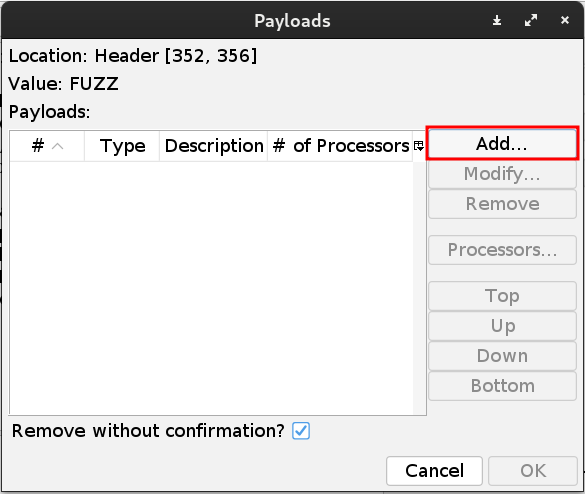 Payloads
Location: Header [352, 356]
Value: FUZZ
Payloads:
# Type Description # of Processors
Add...
Modify...
Remove
Processors...
Top
Up
Down
Bottom
Remove without confirmation?
Cancel OK